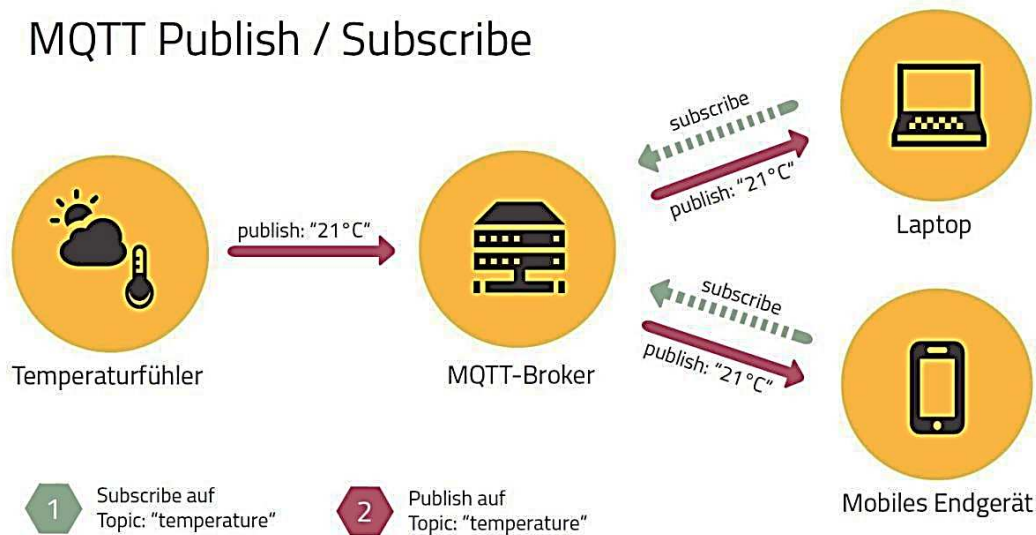 MQTT Publish / Subscribe
subscribe
publish: "21°C"
Laptop
publish: "21°C"
Temperaturfühler
MQTT-Broker
subscribe
publish: "21°C"
Mobiles Endgerät
1
Subscribe auf
Topic: "temperature"
2
Publish auf
Topic: "temperature"